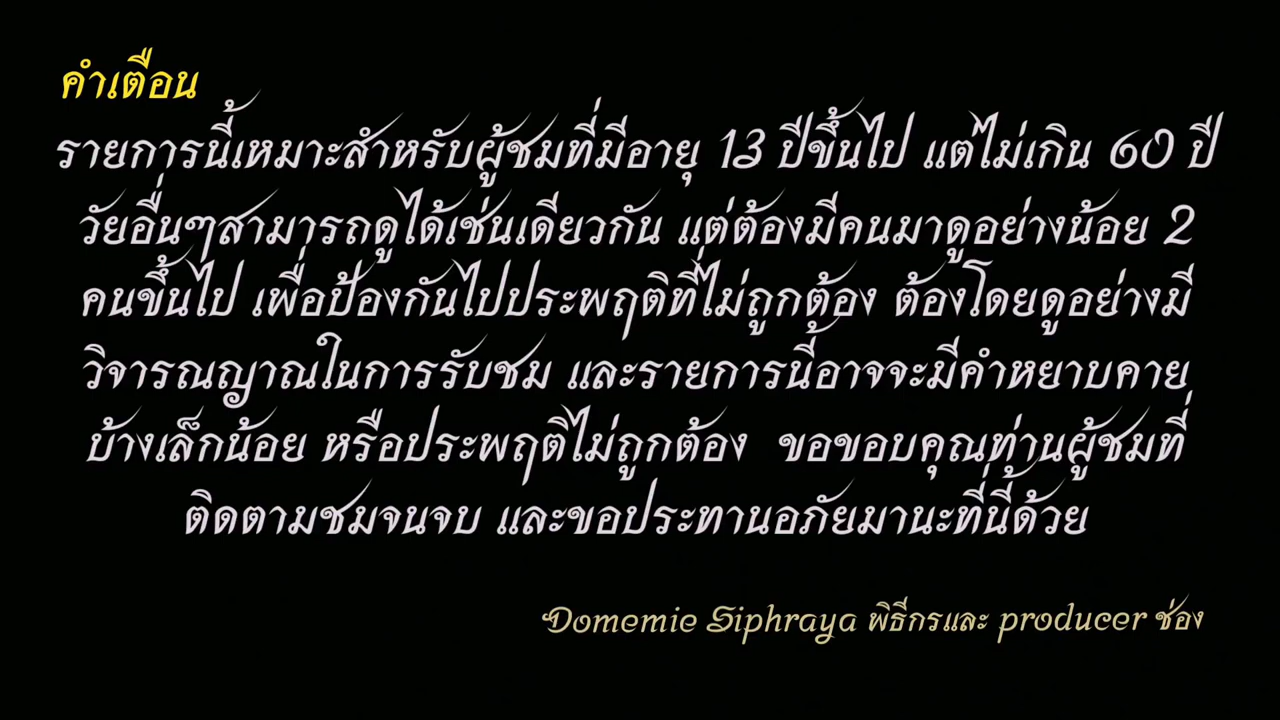 คำเตือน
รายการนี้เหมาะสำหรับผู้ชมที่มีอายุ 13 ปีขึ้นไป แต่ไม่เกิน 60 ปี
วัยอื่นๆสามารถดูได้เช่นเดียวกัน แต่ต้องมีคนมาดูอย่างน้อย 2
คนขึ้นไป เพื่อป้องกันไปประพฤติที่ไม่ถูกต้อง ต้องโดยดูอย่างมี
วิจารณญาณในการรับชม และรายการนี้อาจจะมีคำหยาบคาย
บ้างเล็กน้อย หรือประพฤติไม่ถูกต้อง ขอขอบคุณท่านผู้ชมที่
ติดตามชมจนจบ และขอประทานอภัยมานะที่นี้ด้วย
Domemie Siphraya พิธีกรและ producer ช่อง